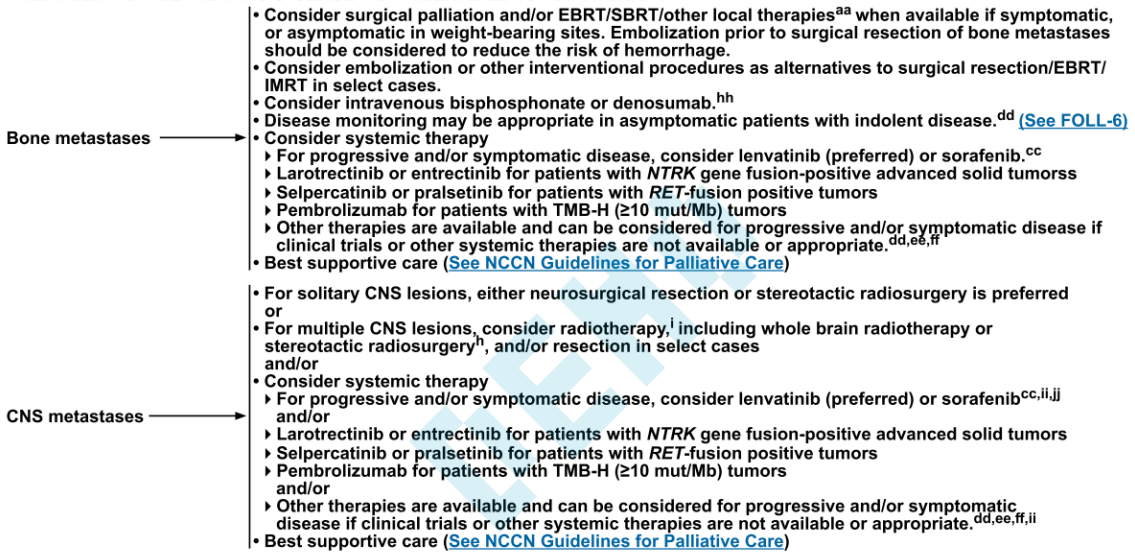 • Consider surgical palliation and/or EBRT/SBRT/other local therapiesaa when available if symptomatic,
or asymptomatic in weight-bearing sites. Embolization prior to surgical resection of bone metastases
should be considered to reduce the risk of hemorrhage.
• Consider embolization or other interventional procedures as alternatives to surgical resection/EBRT/
IMRT in select cases.
• Consider intravenous bisphosphonate or denosumab.hh
• Disease monitoring may be appropriate in asymptomatic patients with indolent disease.dd (See FOLL-6)
Bone metastases
• Consider systemic therapy
▸ For progressive and/or symptomatic disease, consider lenvatinib (preferred) or sorafenib.cc
▸ Larotrectinib or entrectinib for patients with NTRK gene fusion-positive advanced solid tumorss
▸ Selpercatinib or pralsetinib for patients with RET-fusion positive tumors
▸ Pembrolizumab for patients with TMB-H (≥10 mut/Mb) tumors
▸ Other therapies are available and can be considered for progressive and/or symptomatic disease if
clinical trials or other systemic therapies are not available or appropriate.dd,ee,ff
• Best supportive care (See NCCN Guidelines for Palliative Care)
• For solitary CNS lesions, either neurosurgical resection or stereotactic radiosurgery is preferred
or
• For multiple CNS lesions, consider radiotherapy,i including whole brain radiotherapy or
stereotactic radiosurgeryh, and/or resection in select cases
and/or
• Consider systemic therapy
▸ For progressive and/or symptomatic disease, consider lenvatinib (preferred) or sorafenibcc,ii,jj
CNS metastases
and/or
▸ Larotrectinib or entrectinib for patients with NTRK gene fusion-positive advanced solid tumors
▸ Selpercatinib or pralsetinib for patients with RET-fusion positive tumors
▸ Pembrolizumab for patients with TMB-H (≥10 mut/Mb) tumors
and/or
▸ Other therapies are available and can be considered for progressive and/or symptomatic
disease if clinical trials or other systemic therapies are not available or appropriate.dd,ee,ff,ii
• Best supportive care (See NCCN Guidelines for Palliative Care)